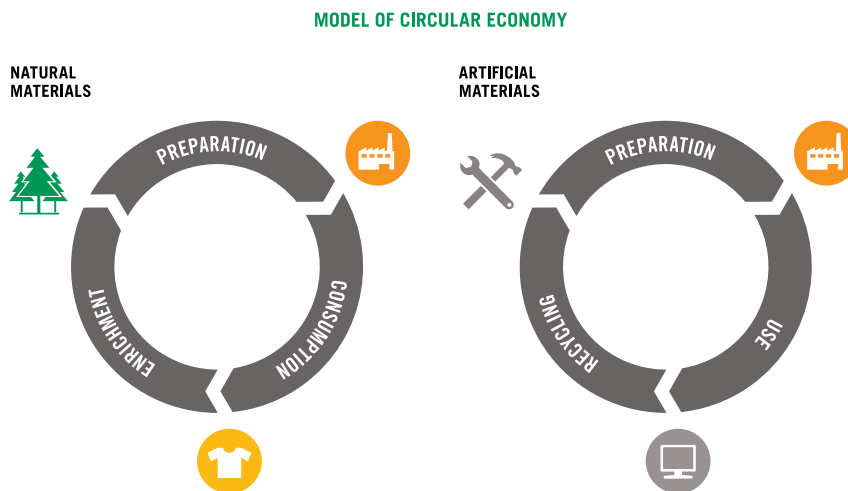 MODEL OF CIRCULAR ECONOMY
NATURAL
MATERIALS
PREPARATION
CONSUMPTION
ENRICHMENT
ARTIFICIAL
MATERIALS
PREPARATION
USE
RECYCLING